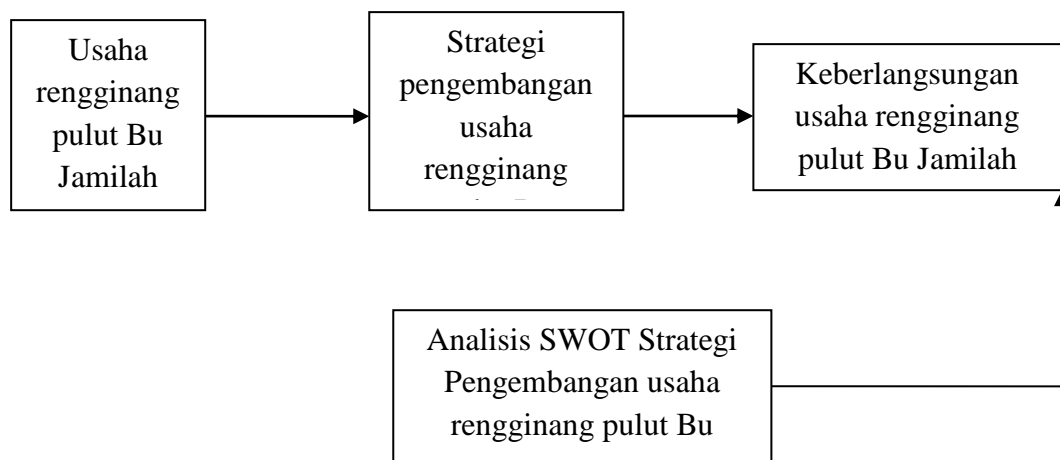 Usaha
rengginang
pulut Bu
Jamilah
Strategi
pengembangan
usaha
rengginang
Keberlangsungan
usaha rengginang
pulut Bu Jamilah
Analisis SWOT Strategi
Pengembangan usaha
rengginang pulut Bu